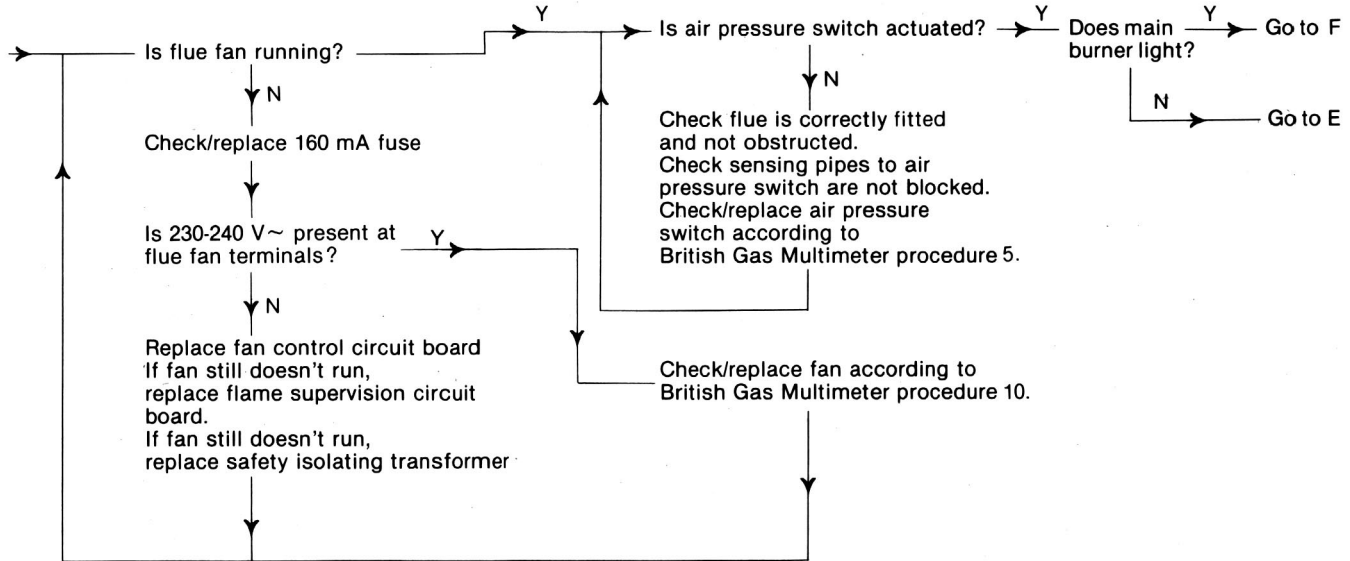 Is flue fan running?
Y
N
Check/replace 160 mA fuse
Is 230-240 V~ present at
flue fan terminals?
Y
N
Replace fan control circuit board
If fan still doesn't run,
replace flame supervision circuit
board.
If fan still doesn't run,
replace safety isolating transformer
Is air pressure switch actuated?
Y
N
Check flue is correctly fitted
and not obstructed.
Check sensing pipes to air
pressure switch are not blocked.
Check/replace air pressure
switch according to
British Gas Multimeter procedure 5.
Check/replace fan according to
British Gas Multimeter procedure 10.
Does main
burner light?
Y
Go to F
N
Go to E